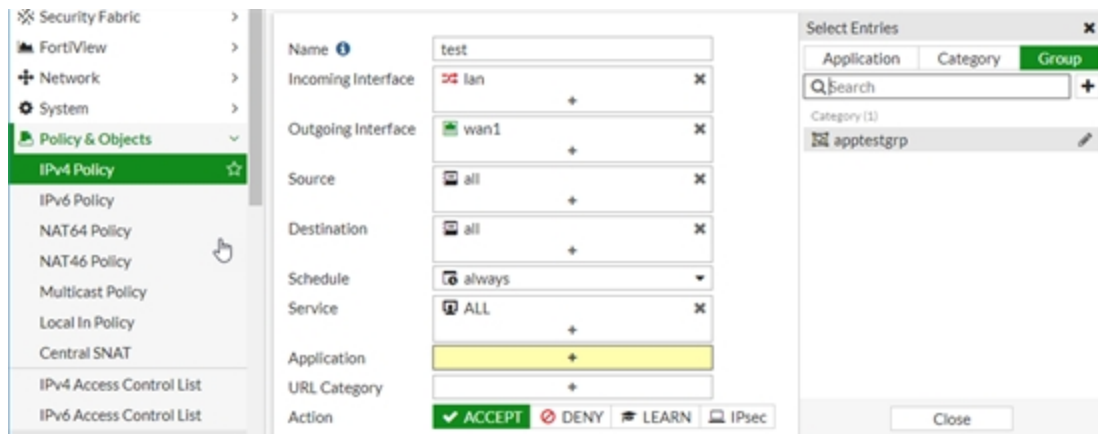 Security Fabric
FortiView
Network
System
Policy & Objects
IPv4 Policy
IPv6 Policy
NAT64 Policy
NAT46 Policy
Multicast Policy
Local In Policy
Central SNAT
IPv4 Access Control List
IPv6 Access Control List
Name test
Incoming Interface lan
+
Outgoing Interface wan1
+
Source all
+
Destination all
+
Schedule always
Service ALL
+
Application +
URL Category +
Action ACCEPT DENY LEARN IPsec
Select Entries
Application Category Group
Search
Category (1)
apptestgrp
Close